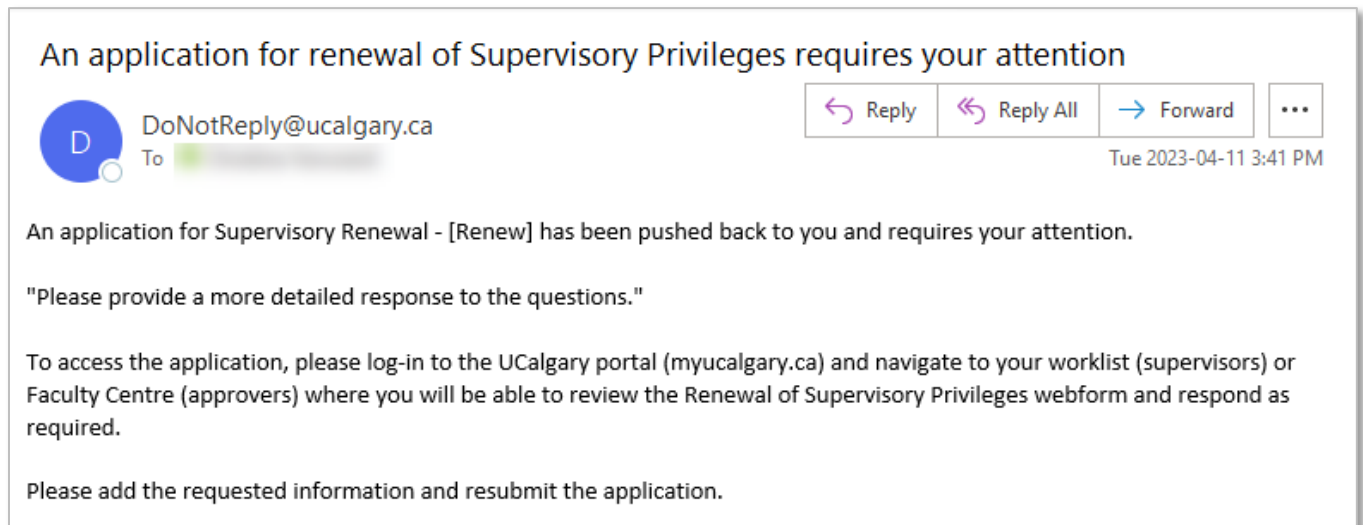 An application for renewal of Supervisory Privileges requires your attention
D
DoNotReply@ucalgary.ca
To
Reply
Reply All
Forward
Tue 2023-04-11 3:41 PM
An application for Supervisory Renewal - [Renew] has been pushed back to you and requires your attention.
"Please provide a more detailed response to the questions."
To access the application, please log-in to the UCalgary portal (myucalgary.ca) and navigate to your worklist (supervisors) or
Faculty Centre (approvers) where you will be able to review the Renewal of Supervisory Privileges webform and respond as
required.
Please add the requested information and resubmit the application.